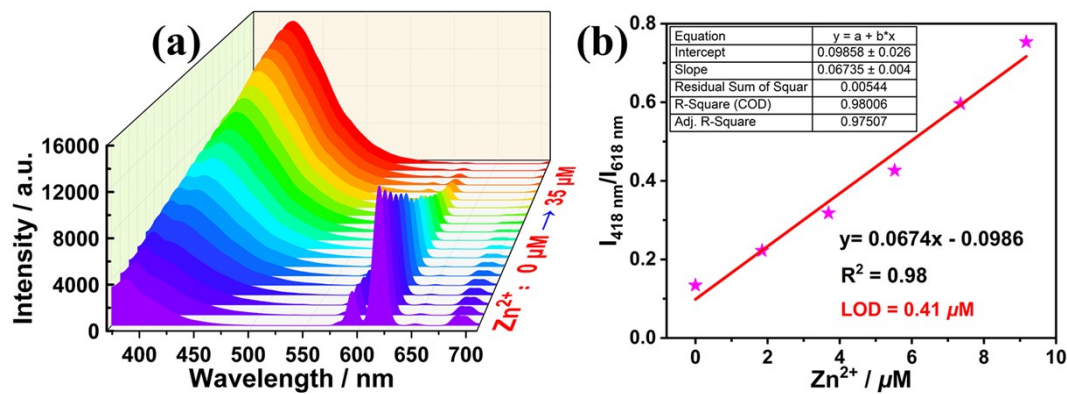 (a)
Intensity / a.u.
16000
12000
8000
4000
0
400 450 500 550 600 650 700
Wavelength / nm
Zn²⁺ : 0 μM → 35 μM
(b)
I418 nm/I618 nm
0.8
0.6
0.4
0.2
0.0
Equation y = a + b*x
Intercept 0.09858 ± 0.026
Slope 0.06735 ± 0.004
Residual Sum of Squar 0.00544
R-Square (COD) 0.98006
Adj. R-Square 0.97507
y= 0.0674x - 0.0986
R² = 0.98
LOD = 0.41 μM
0 2 4 6 8 10
Zn²⁺ / μM